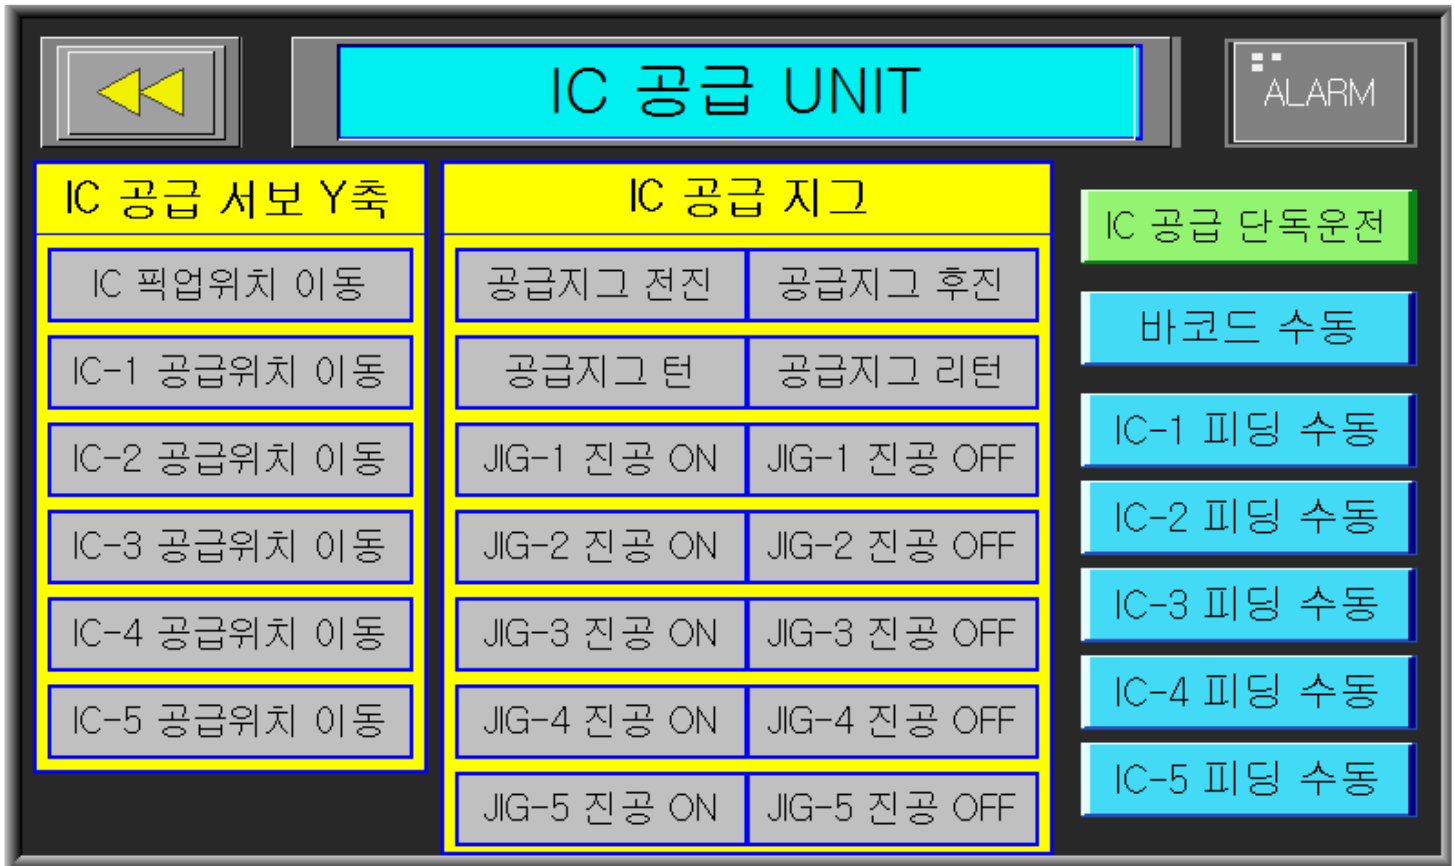 IC 공급 UNIT
ALARM
IC 공급 서보 Y축
IC 픽업위치 이동
IC-1 공급위치 이동
IC-2 공급위치 이동
IC-3 공급위치 이동
IC-4 공급위치 이동
IC-5 공급위치 이동
IC 공급 지그
공급지그 전진
공급지그 후진
공급지그 턴
공급지그 리턴
JIG-1 진공 ON
JIG-1 진공 OFF
JIG-2 진공 ON
JIG-2 진공 OFF
JIG-3 진공 ON
JIG-3 진공 OFF
JIG-4 진공 ON
JIG-4 진공 OFF
JIG-5 진공 ON
JIG-5 진공 OFF
IC 공급 단독운전
바코드 수동
IC-1 피딩 수동
IC-2 피딩 수동
IC-3 피딩 수동
IC-4 피딩 수동
IC-5 피딩 수동